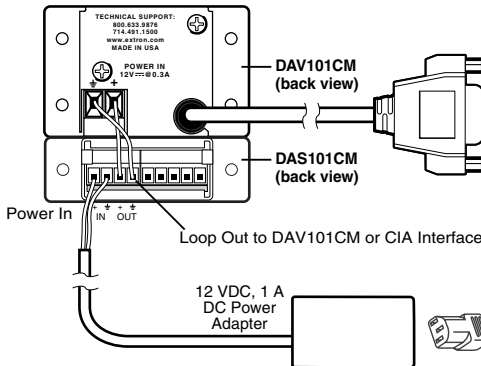 TECHNICAL SUPPORT:
800.633.9876
714.491.1500
www.extron.com
MADE IN USA
POWER IN
12V⎓@0.3A
+
DAV101CM
(back view)
DAS101CM
(back view)
Power In
+ +
IN OUT
Loop Out to DAV101CM or CIA Interface
12 VDC, 1 A
DC Power
Adapter